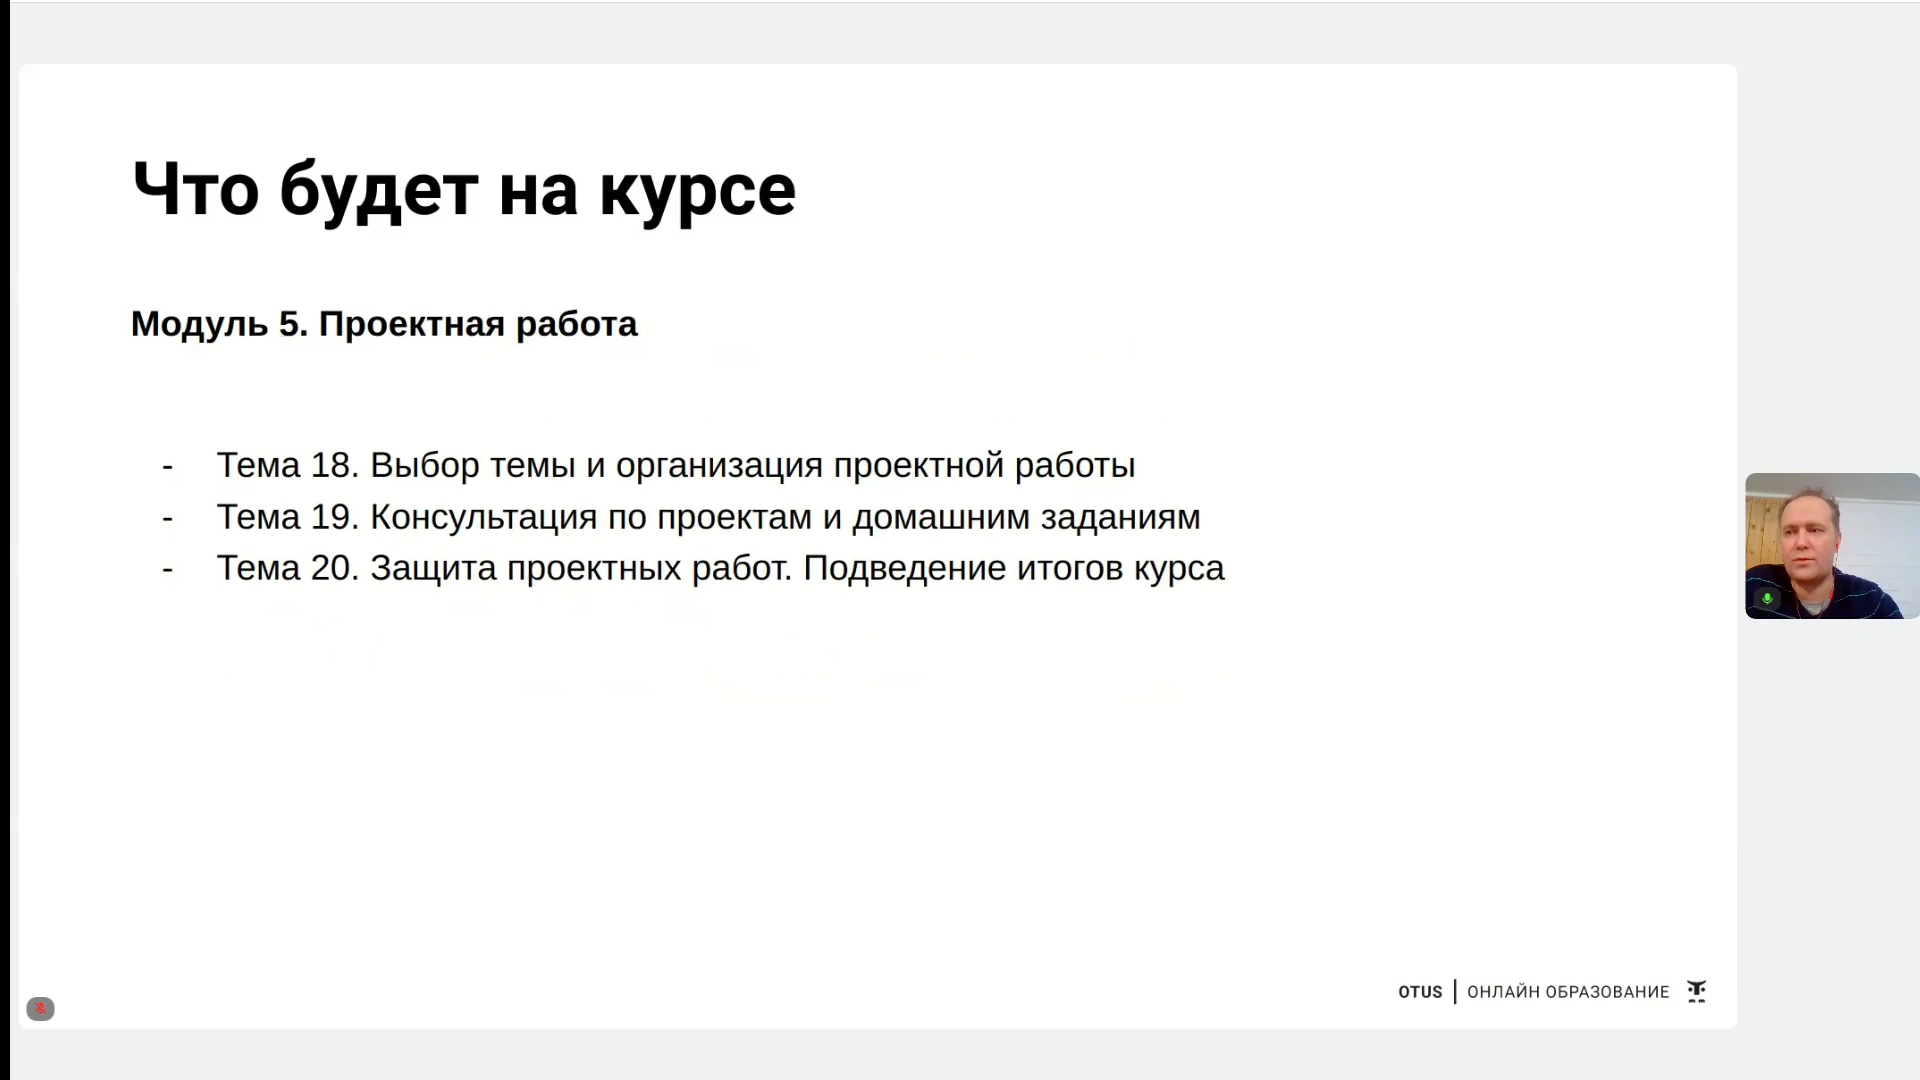 Что будет на курсе
Модуль 5. Проектная работа
- Тема 18. Выбор темы и организация проектной работы
- Тема 19. Консультация по проектам и домашним заданиям
- Тема 20. Защита проектных работ. Подведение итогов курса
OTUS | ОНЛАЙН ОБРАЗОВАНИЕ